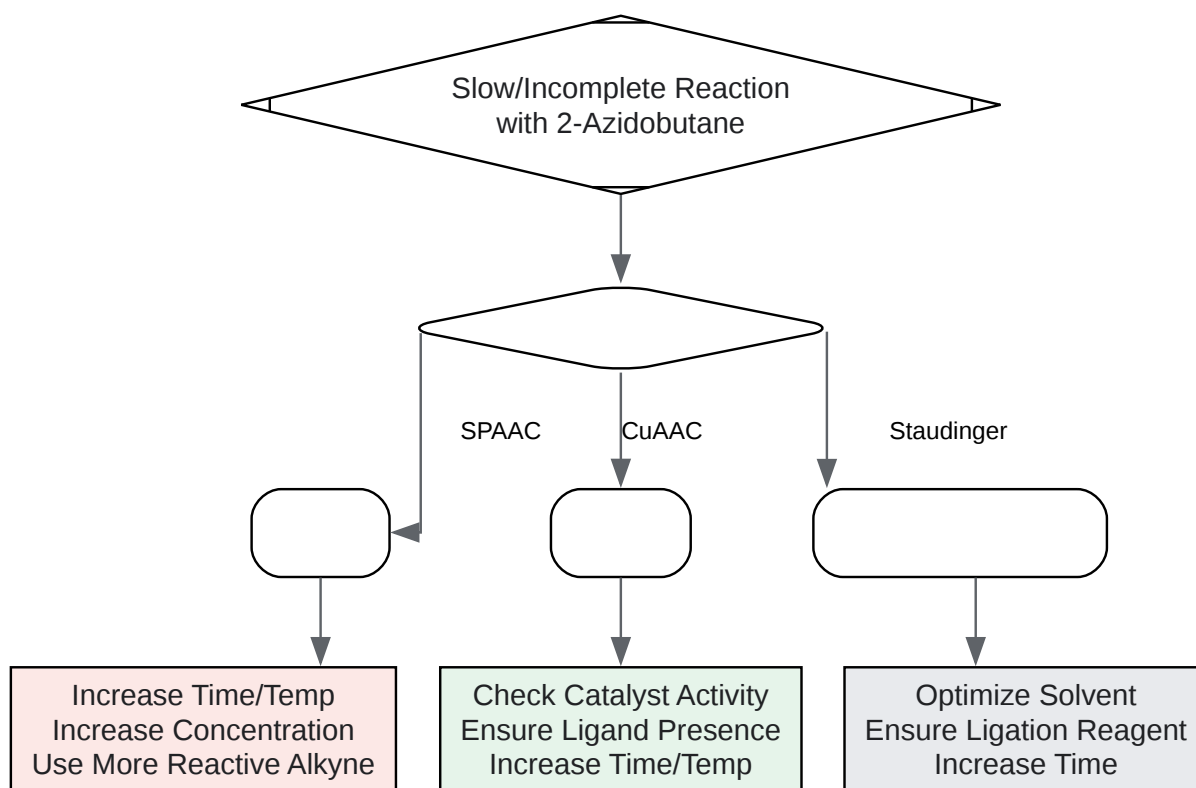 Slow/Incomplete Reaction
with 2-Azidobutane
SPAAC
CuAAC
Staudinger
Increase Time/Temp
Increase Concentration
Use More Reactive Alkyne
Check Catalyst Activity
Ensure Ligand Presence
Increase Time/Temp
Optimize Solvent
Ensure Ligation Reagent
Increase Time